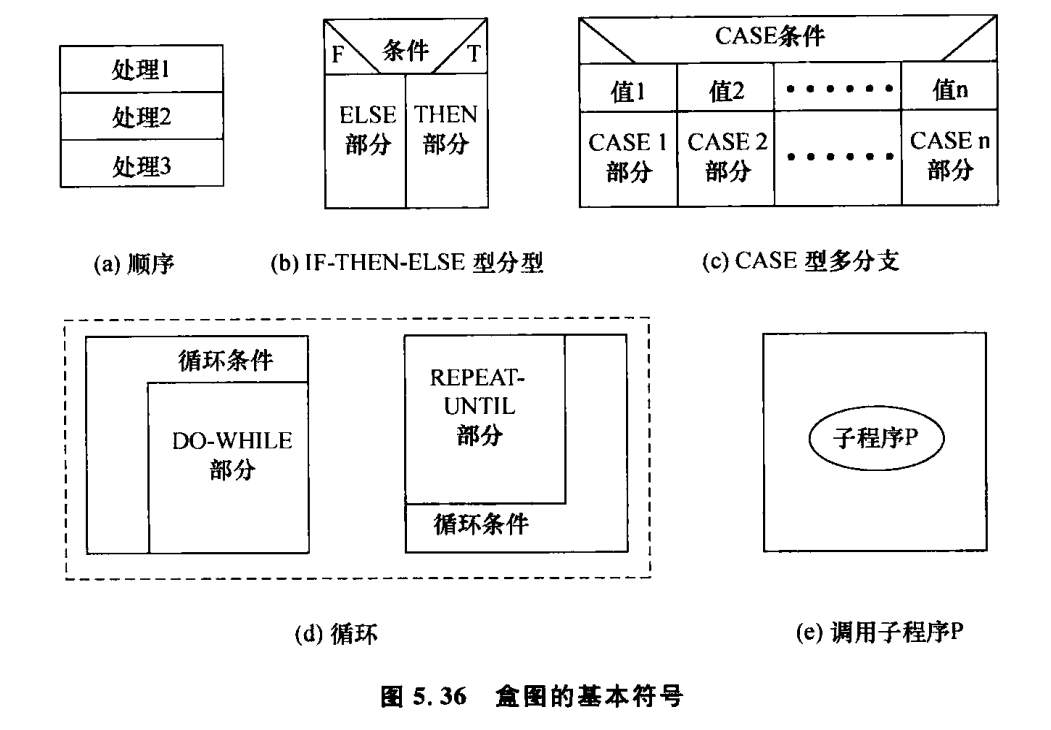 处理1
处理2
处理3
(a) 顺序
F 条件 T
ELSE
部分
THEN
部分
(b) IF-THEN-ELSE 型分型
CASE条件
值1 值2 •••••• 值n
CASE 1
部分
CASE 2
部分
••••••
CASE n
部分
(c) CASE 型多分支
循环条件
DO-WHILE
部分
REPEAT-
UNTIL
部分
循环条件
(d) 循环
子程序P
(e) 调用子程序P
图 5.36 盒图的基本符号